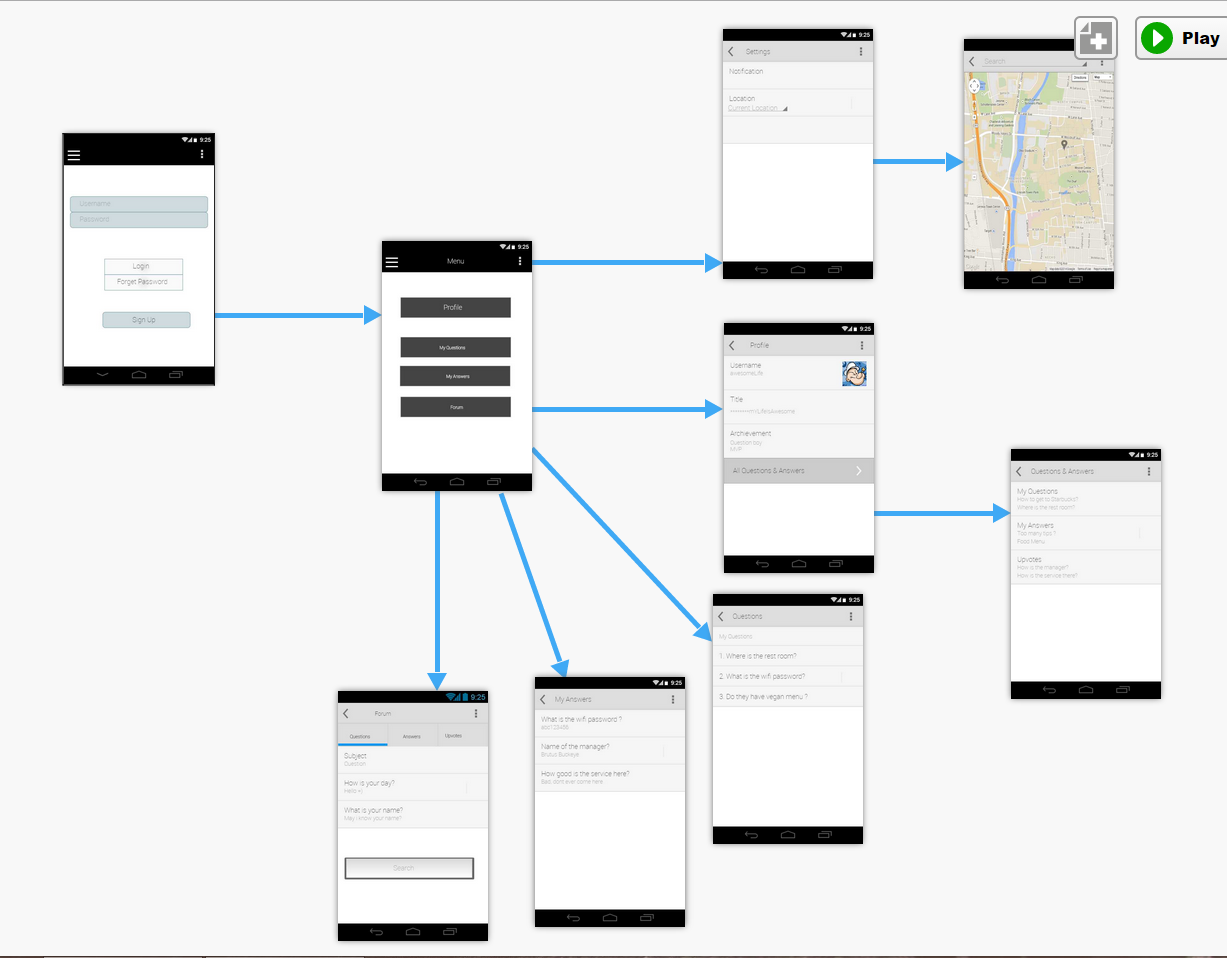 Play
9:25
Settings
Notification
Location
Current Location
9:25
Username
Password
Login
Forget Password
Sign Up
Search
Directions
Map
9:25
Menu
Profile
My Questions
My Answers
Forum
9:25
Profile
Username
awesomeLife
Title
Archievement
Question boy
All Questions & Answers
9:25
Questions & Answers
My Questions
How to get to Starbucks?
Where is the rest room?
My Answers
Too many tips ?
Food Menu
Upvotes
How is the manager?
How is the service there?
9:25
Questions
My Questions
1. Where is the rest room?
2. What is the wifi password?
3. Do they have vegan menu ?
9:25
My Answers
What is the wifi password ?
Name of the manager?
Brutus Buckeye
How good is the service here?
Bad, dont ever come here
9:25
Forum
Questions Answers Upvotes
Subject
Question
How is your day?
Hello =)
What is your name?
May i know your name?
Search